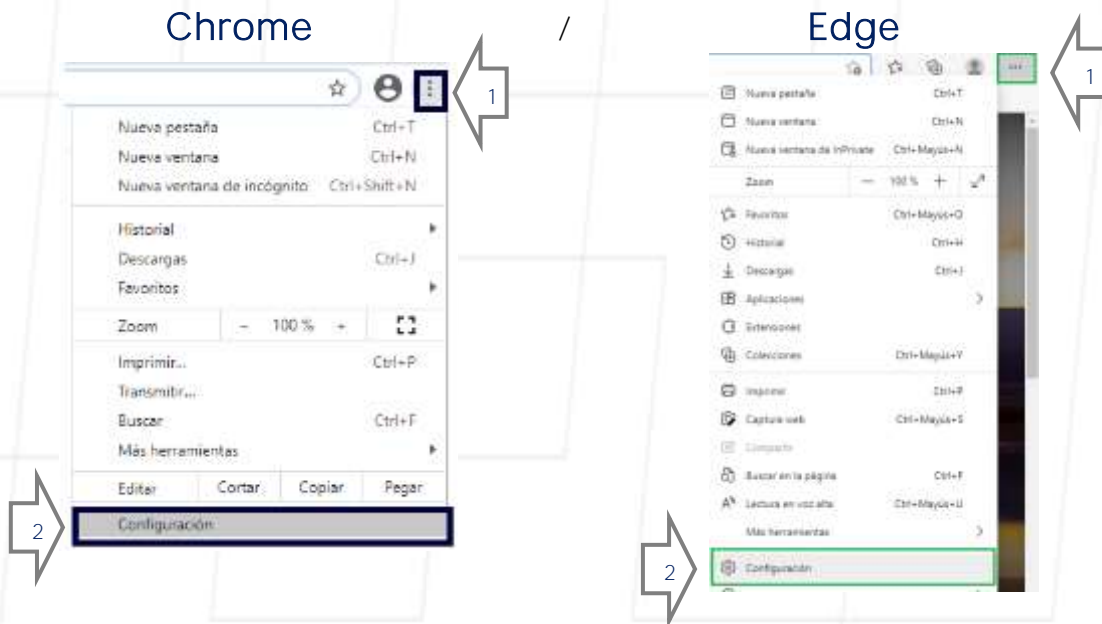 Chrome / Edge
1
Nueva pestaña Ctrl+T
Nueva ventana Ctrl+N
Nueva ventana de incógnito Ctrl+Shift+N
Historial
Descargas Ctrl+J
Favoritos
Zoom - 100 % +
Imprimir... Ctrl+P
Transmitir...
Buscar Ctrl+F
Más herramientas
Editar Cortar Copiar Pegar
2
Configuración
1
Nueva pestaña Ctrl+T
Nueva ventana Ctrl+N
Nueva ventana de InPrivate Ctrl+Mayús+N
Zoom — 100 % +
Favoritos Ctrl+Mayús+O
Historial Ctrl+H
Descargas Ctrl+J
Aplicaciones
Extensiones
Colecciones Ctrl+Mayús+Y
Imprimir Ctrl+P
Captura web Ctrl+Mayús+S
Compartir
Buscar en la página Ctrl+F
Lectura en voz alta Ctrl+Mayús+U
Más herramientas
2
Configuración